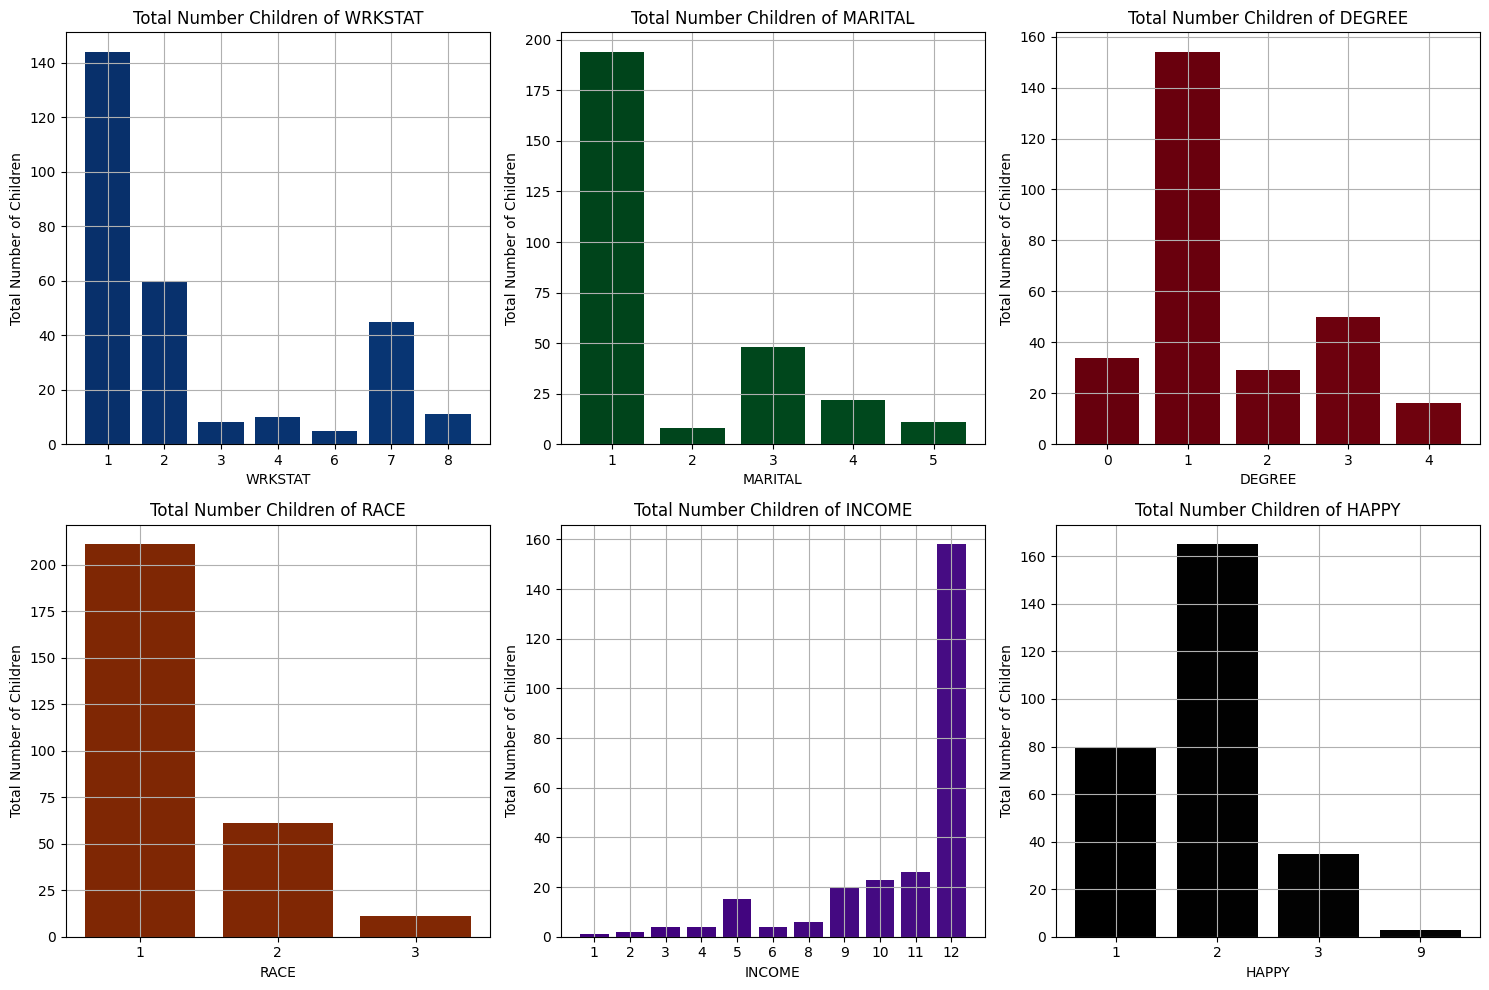 Total Number Children of WRKSTAT
Total Number of Children
140
120
100
80
60
40
20
0
1 2 3 4 6 7 8
WRKSTAT
Total Number Children of MARITAL
Total Number of Children
200
175
150
125
100
75
50
25
0
1 2 3 4 5
MARITAL
Total Number Children of DEGREE
Total Number of Children
160
140
120
100
80
60
40
20
0
0 1 2 3 4
DEGREE
Total Number Children of RACE
Total Number of Children
200
175
150
125
100
75
50
25
0
1 2 3
RACE
Total Number Children of INCOME
Total Number of Children
160
140
120
100
80
60
40
20
0
1 2 3 4 5 6 8 9 10 11 12
INCOME
Total Number Children of HAPPY
Total Number of Children
160
140
120
100
80
60
40
20
0
1 2 3 9
HAPPY